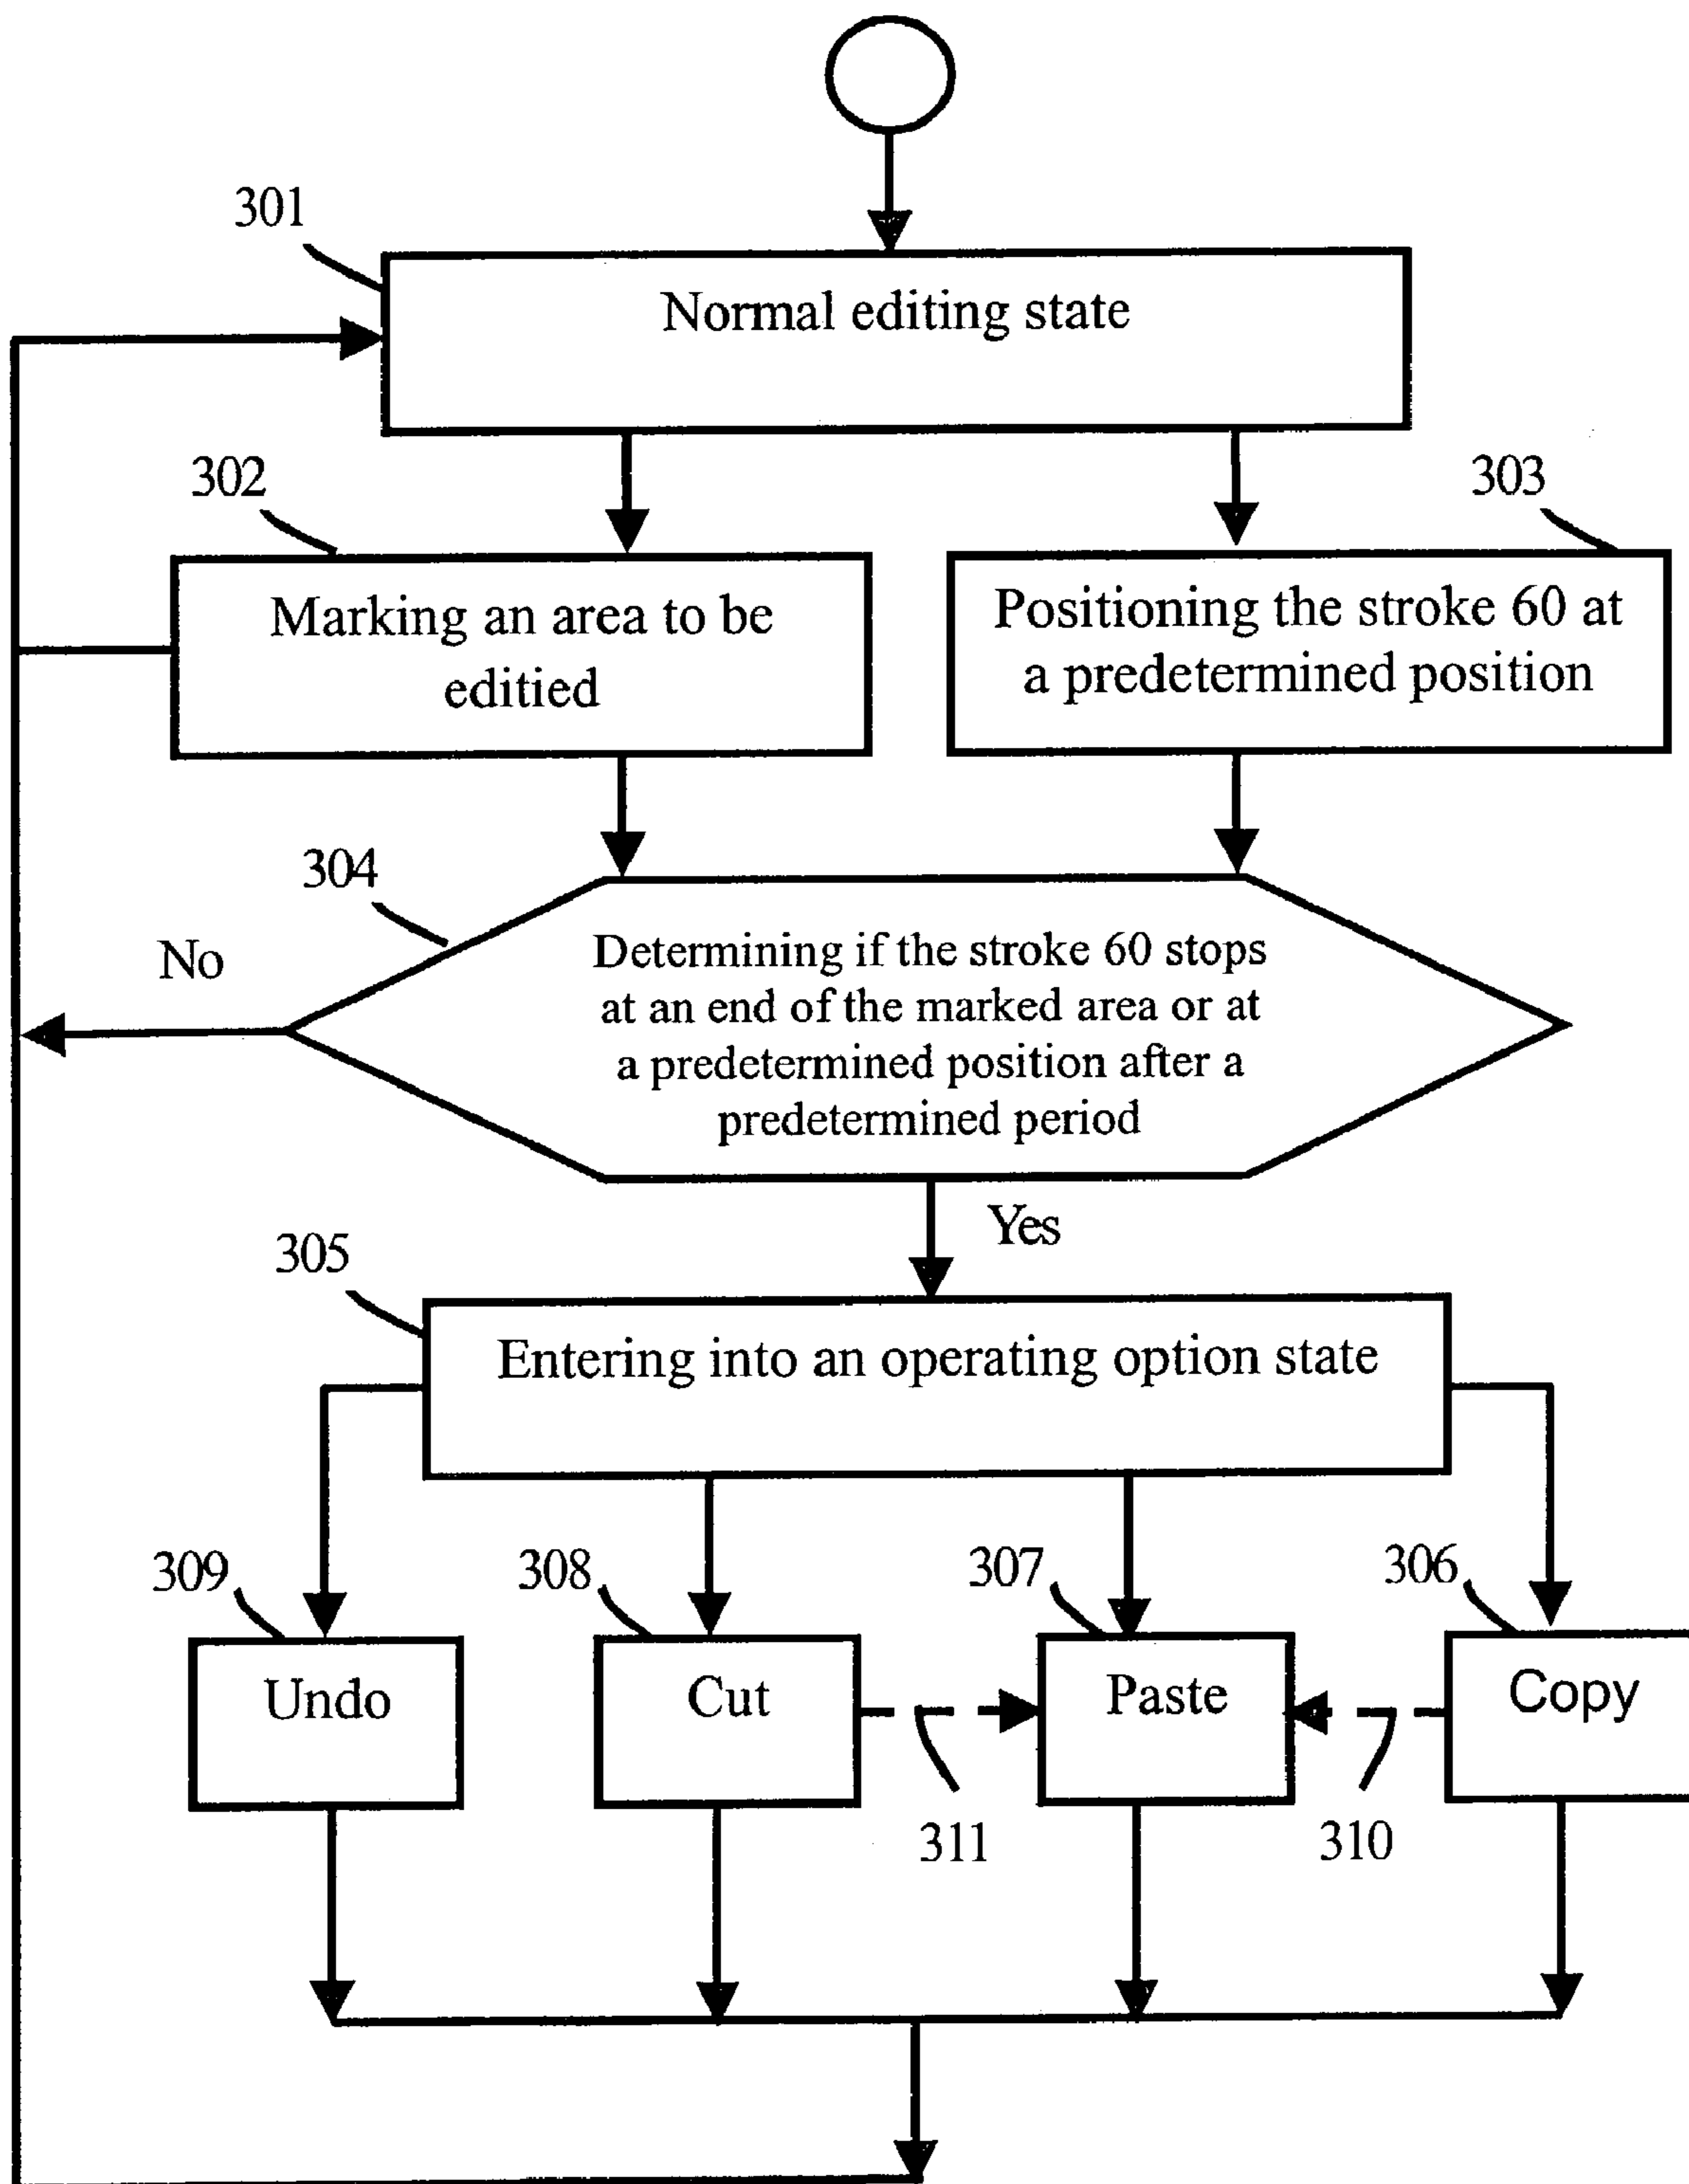 301
Normal editing state
302
303
Marking an area to be
editied
Positioning the stroke 60 at
a predetermined position
304
No
Determining if the stroke 60 stops
at an end of the marked area or at
a predetermined position after a
predetermined period
Yes
305
Entering into an operating option state
309
308
307
306
Undo
Cut
Paste
Copy
311
310